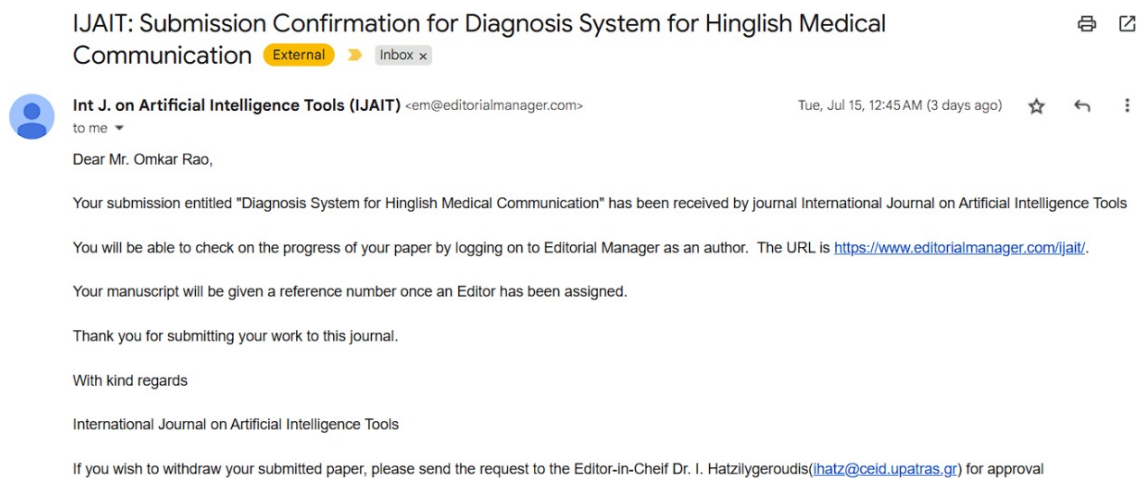 IJAIT: Submission Confirmation for Diagnosis System for Hinglish Medical
Communication External Inbox x
Int J. on Artificial Intelligence Tools (IJAIT) <em@editorialmanager.com> Tue, Jul 15, 12:45 AM (3 days ago)
to me
Dear Mr. Omkar Rao,
Your submission entitled "Diagnosis System for Hinglish Medical Communication" has been received by journal International Journal on Artificial Intelligence Tools
You will be able to check on the progress of your paper by logging on to Editorial Manager as an author. The URL is https://www.editorialmanager.com/ijait/.
Your manuscript will be given a reference number once an Editor has been assigned.
Thank you for submitting your work to this journal.
With kind regards
International Journal on Artificial Intelligence Tools
If you wish to withdraw your submitted paper, please send the request to the Editor-in-Cheif Dr. I. Hatzilygeroudis(ihatz@ceid.upatras.gr) for approval